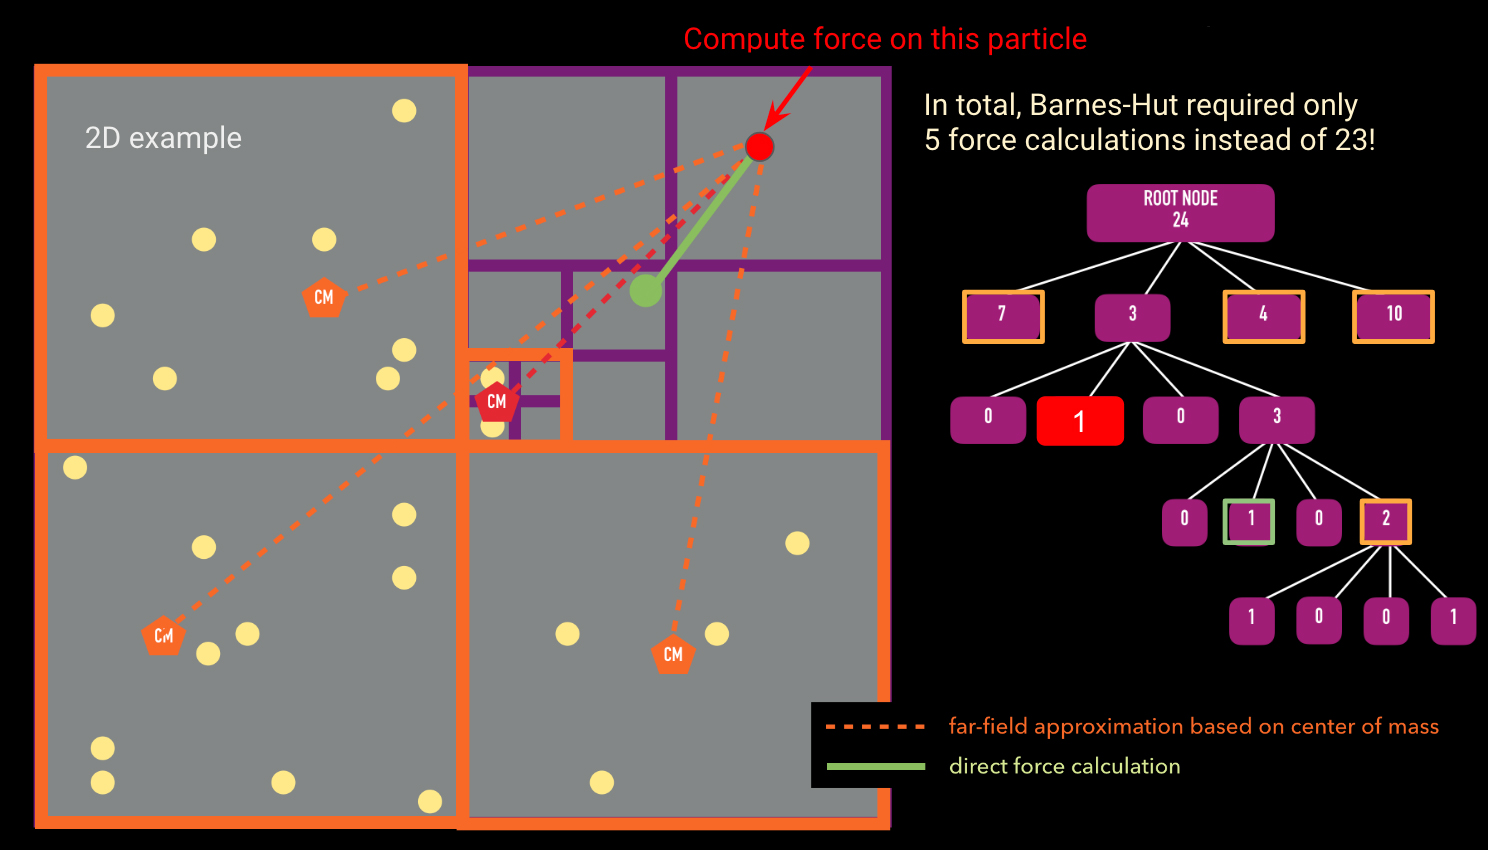 Compute force on this particle
2D example
In total, Barnes-Hut required only
5 force calculations instead of 23!
ROOT NODE
24
7 3 4 10
0 1 0 3
0 1 0 2
1 0 0 1
CM
CM
CM
CM
far-field approximation based on center of mass
direct force calculation